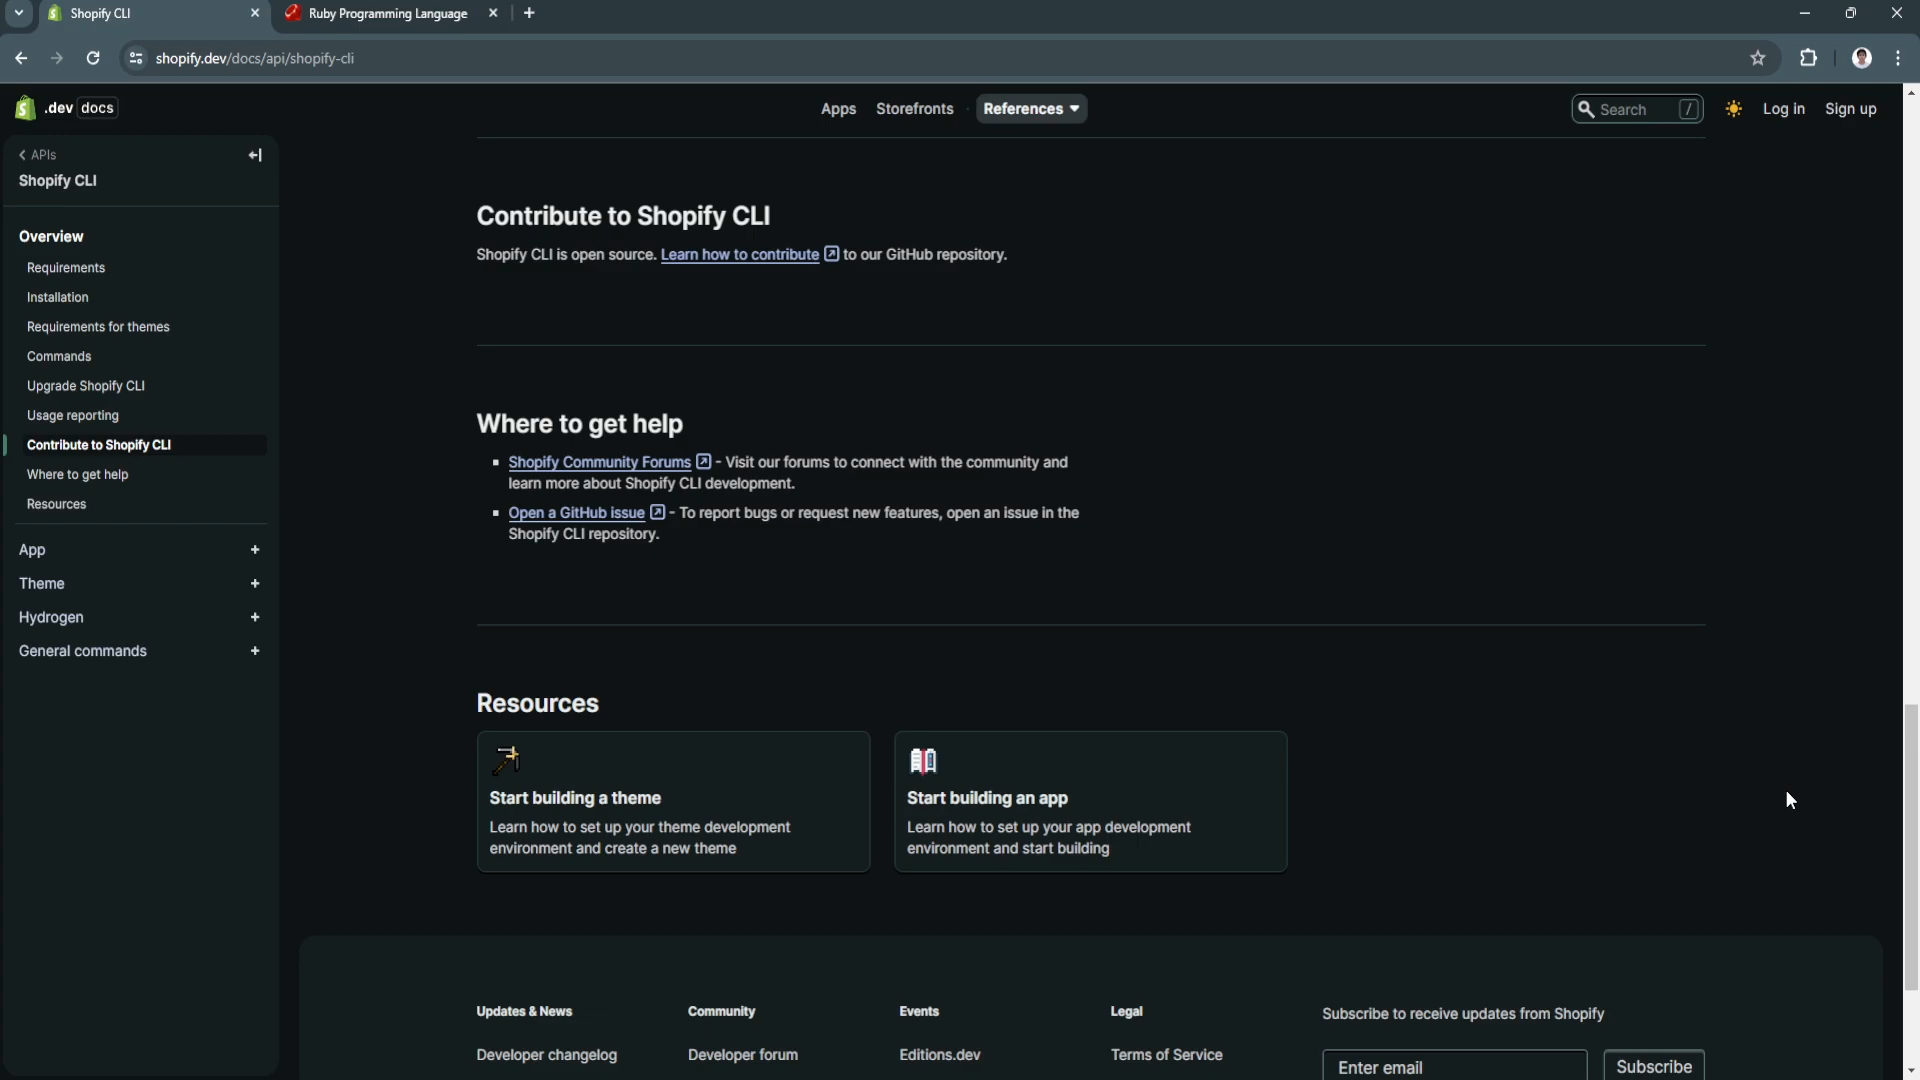 Shopify CLI
Ruby Programming Language
shopify.dev/docs/api/shopify-cli
.dev docs
Apps
Storefronts
References
Search /
Log in
Sign up
APIs
Shopify CLI
Overview
Requirements
Installation
Requirements for themes
Commands
Upgrade Shopify CLI
Usage reporting
Contribute to Shopify CLI
Where to get help
Resources
App +
Theme +
Hydrogen +
General commands +
Contribute to Shopify CLI
Shopify CLI is open source. Learn how to contribute to our GitHub repository.
Where to get help
Shopify Community Forums - Visit our forums to connect with the community and
learn more about Shopify CLI development.
Open a GitHub issue - To report bugs or request new features, open an issue in the
Shopify CLI repository.
Resources
Start building a theme
Learn how to set up your theme development
environment and create a new theme
Start building an app
Learn how to set up your app development
environment and start building
Updates & News
Community
Events
Legal
Subscribe to receive updates from Shopify
Developer changelog
Developer forum
Editions.dev
Terms of Service
Enter email
Subscribe